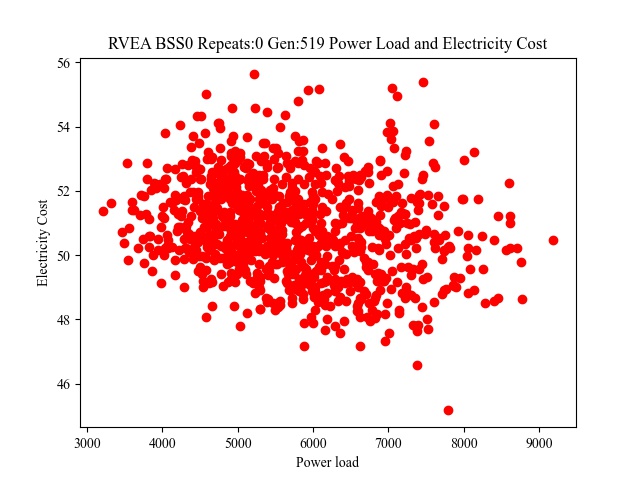 RVEA BSS0 Repeats:0 Gen:519 Power Load and Electricity Cost
56
54
52
50
48
46
Electricity Cost
3000 4000 5000 6000 7000 8000 9000
Power load